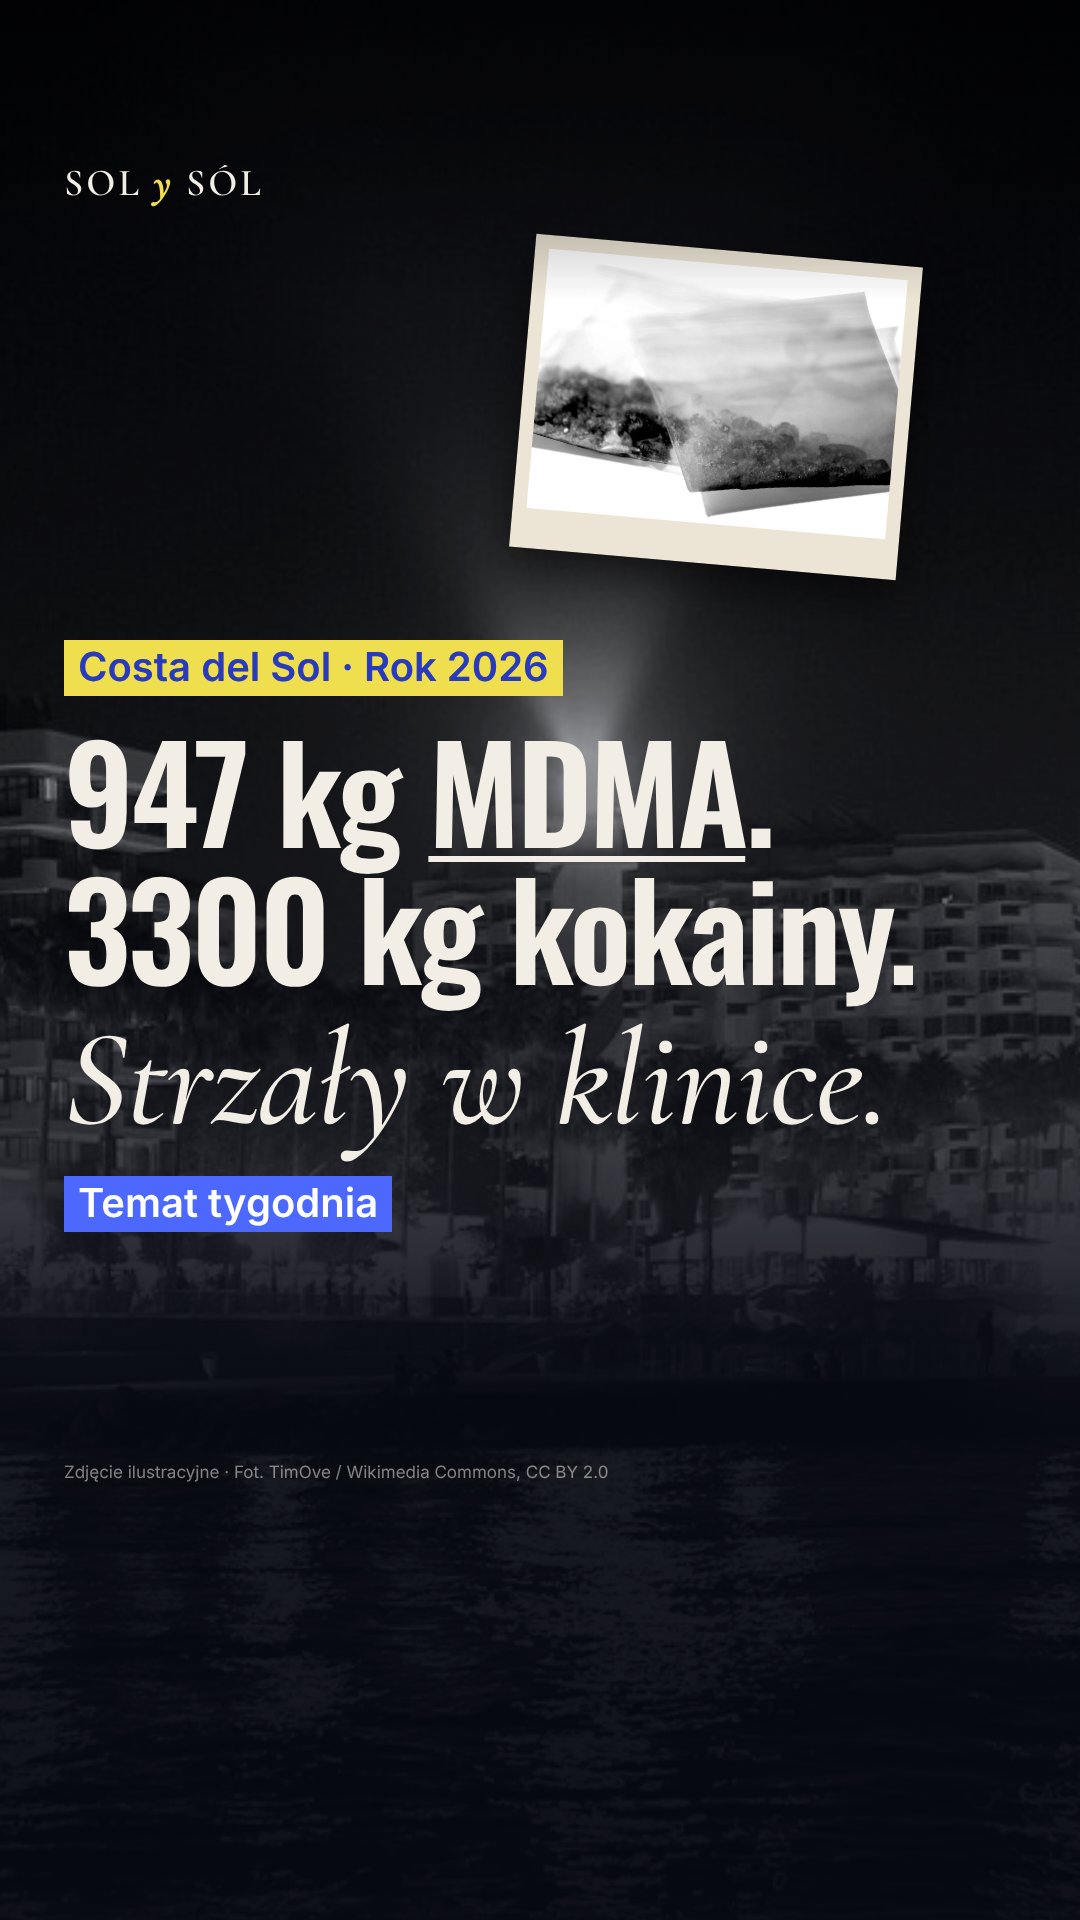 SOL y SÓL
Costa del Sol · Rok 2026
947 kg MDMA.
3300 kg kokainy.
Strzały w klinice.
Temat tygodnia
Zdjęcie ilustracyjne · Fot. TimOve / Wikimedia Commons, CC BY 2.0